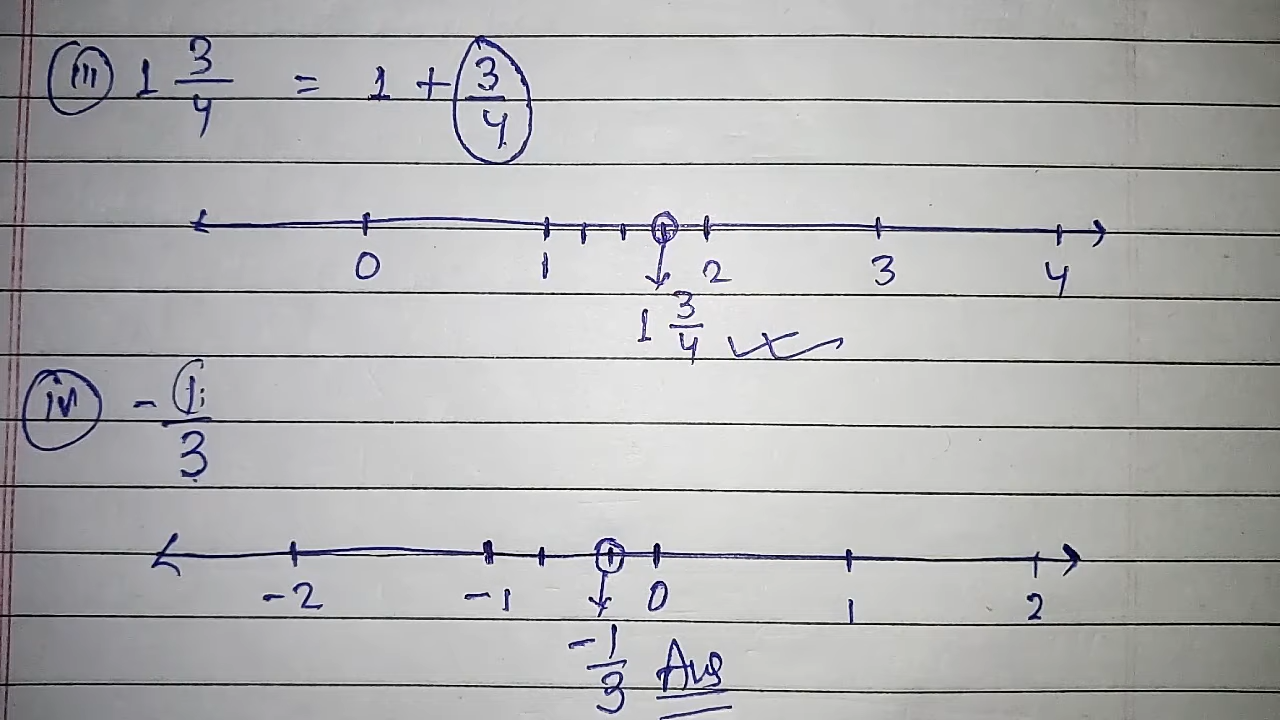 (iii) 1 3/4 = 1 + 3/4
0 1 2 3 4
1 3/4
(iv) - 1/3
-2 -1 0 1 2
-1/3 Ans